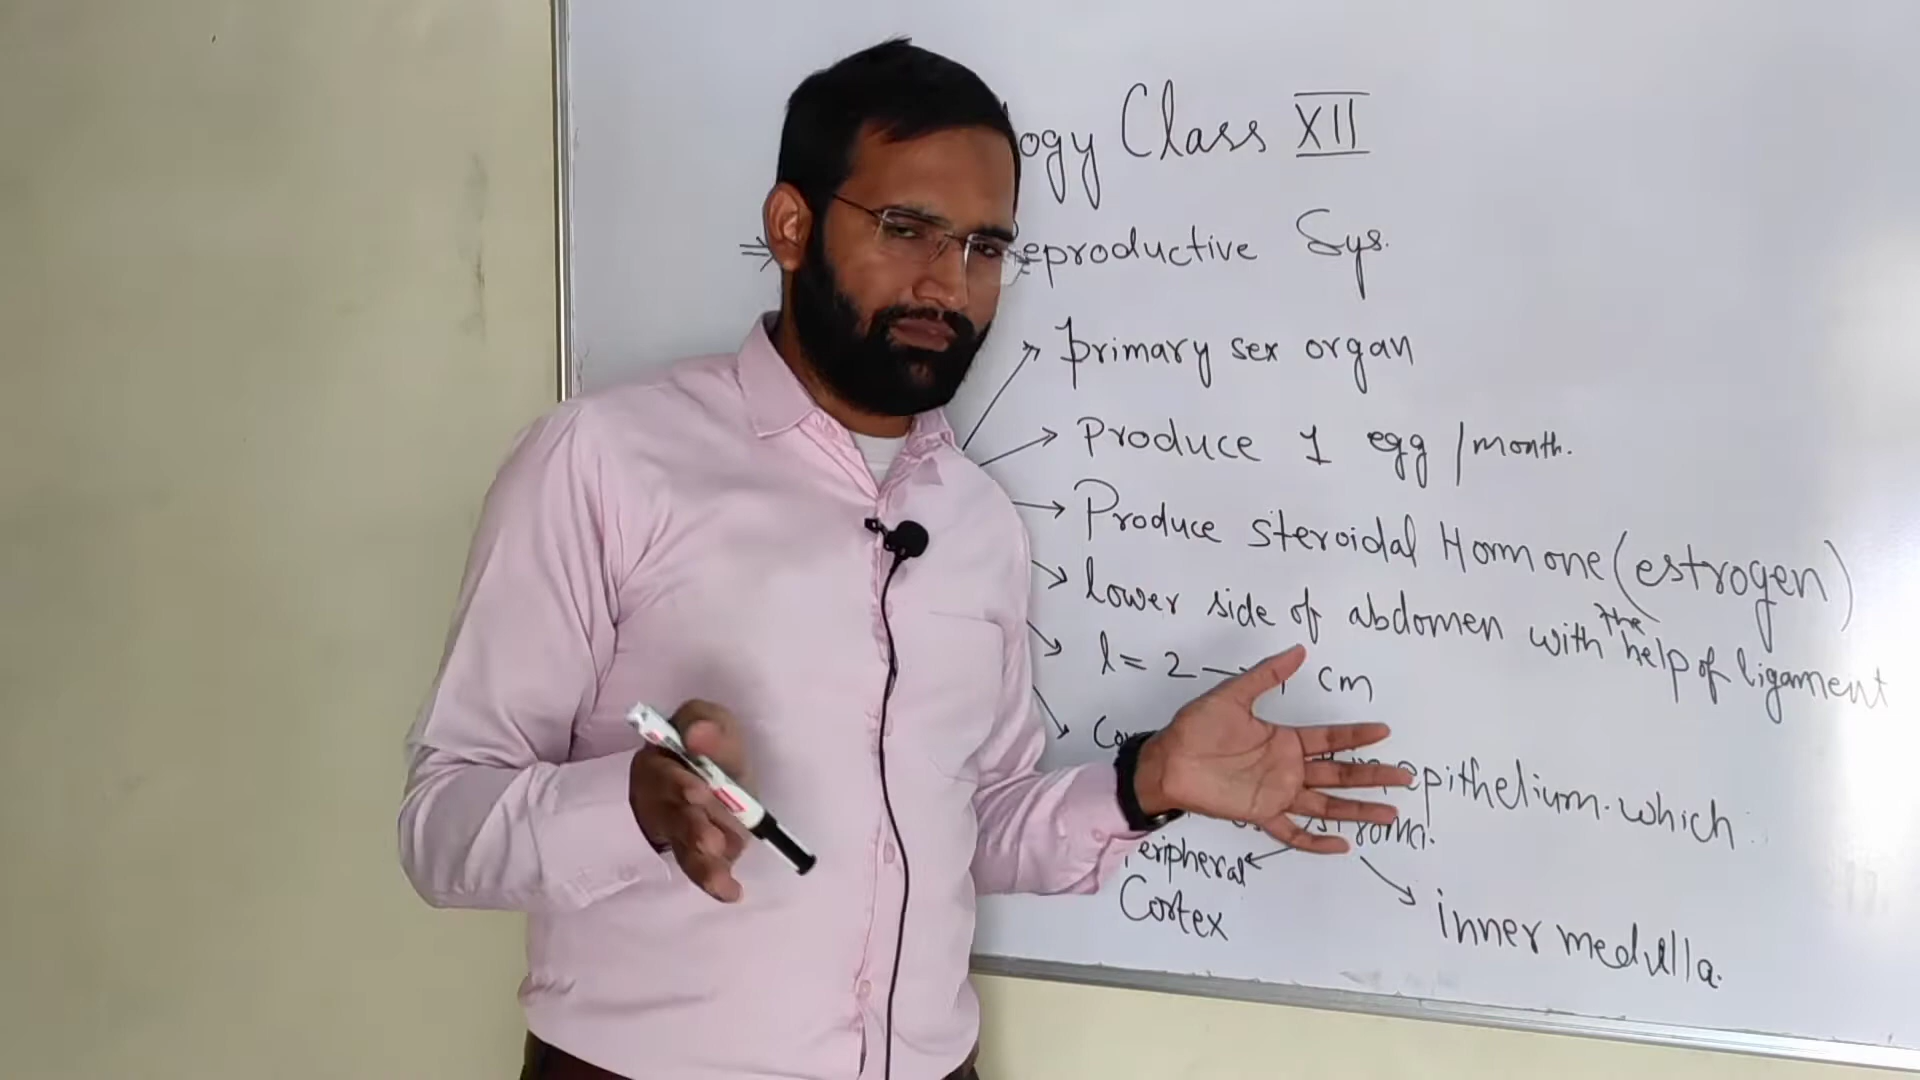 ogy Class XII
⇒ eproductive Sys.
→ Primary sex organ
→ Produce 1 egg / month.
→ Produce steroidal Hormone (estrogen)
→ lower side of abdomen with the help of ligament
→ l = 2 – cm
→ epithelium. which
stroma.
eripheral
Cortex
inner medulla.